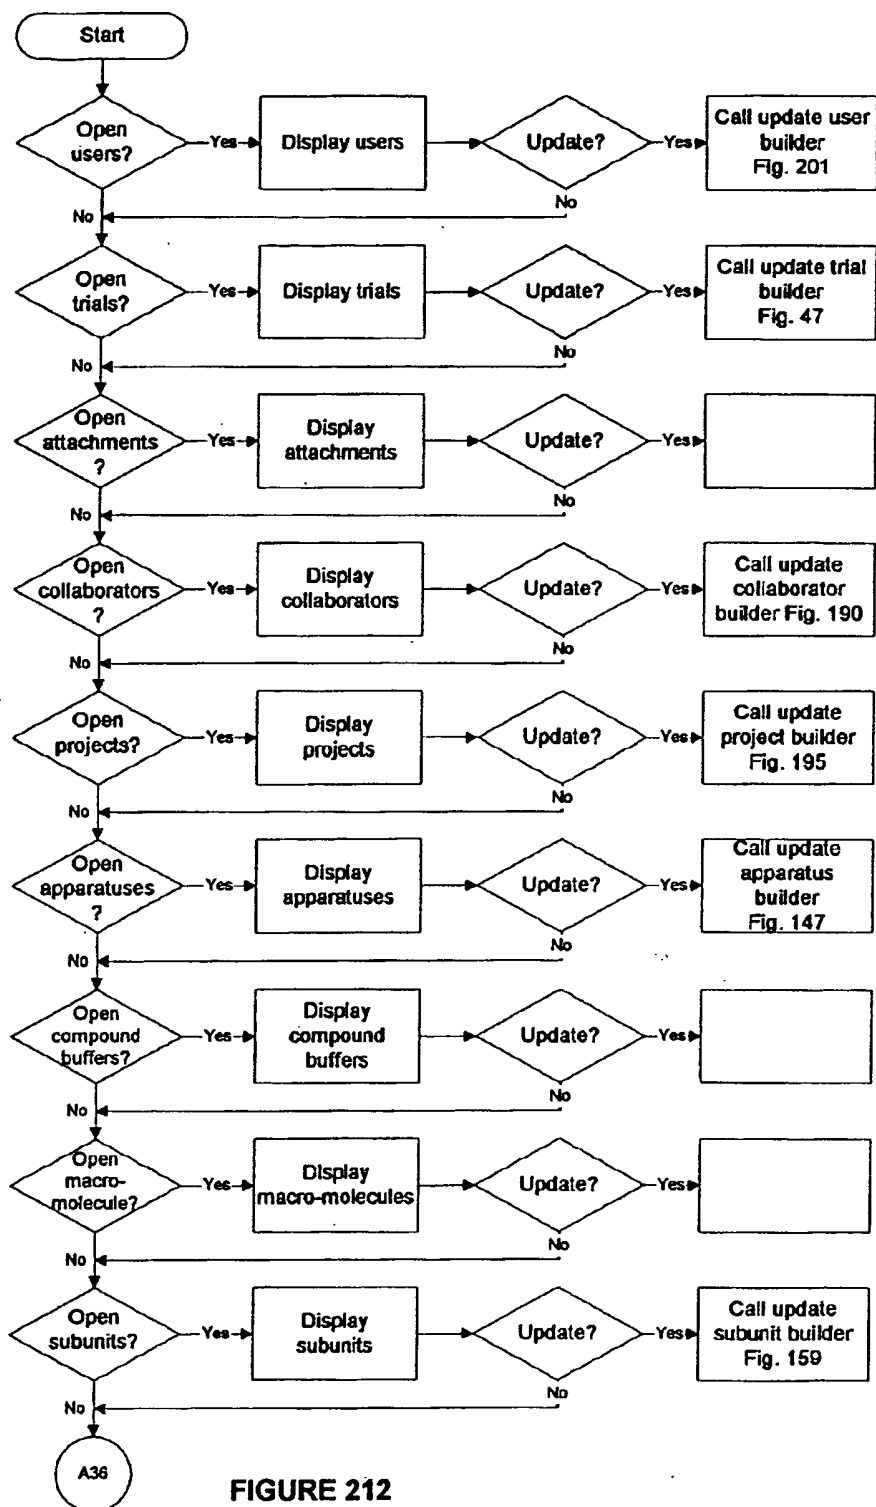 Start
Open
users?
Yes
Display users
Update?
Yes
Call update user
builder
Fig. 201
No
No
Open
trials?
Yes
Display trials
Update?
Yes
Call update trial
builder
Fig. 47
No
No
Open
attachments
?
Yes
Display
attachments
Update?
Yes
No
No
Open
collaborators
?
Yes
Display
collaborators
Update?
Yes
Call update
collaborator
builder Fig. 190
No
No
Open
projects?
Yes
Display
projects
Update?
Yes
Call update
project builder
Fig. 195
No
No
Open
apparatuses
?
Yes
Display
apparatuses
Update?
Yes
Call update
apparatus
builder
Fig. 147
No
No
Open
compound
buffers?
Yes
Display
compound
buffers
Update?
Yes
No
No
Open
macro-
molecule?
Yes
Display
macro-molecules
Update?
Yes
No
No
Open
subunits?
Yes
Display
subunits
Update?
Yes
Call update
subunit builder
Fig. 159
No
No
A36
FIGURE 212